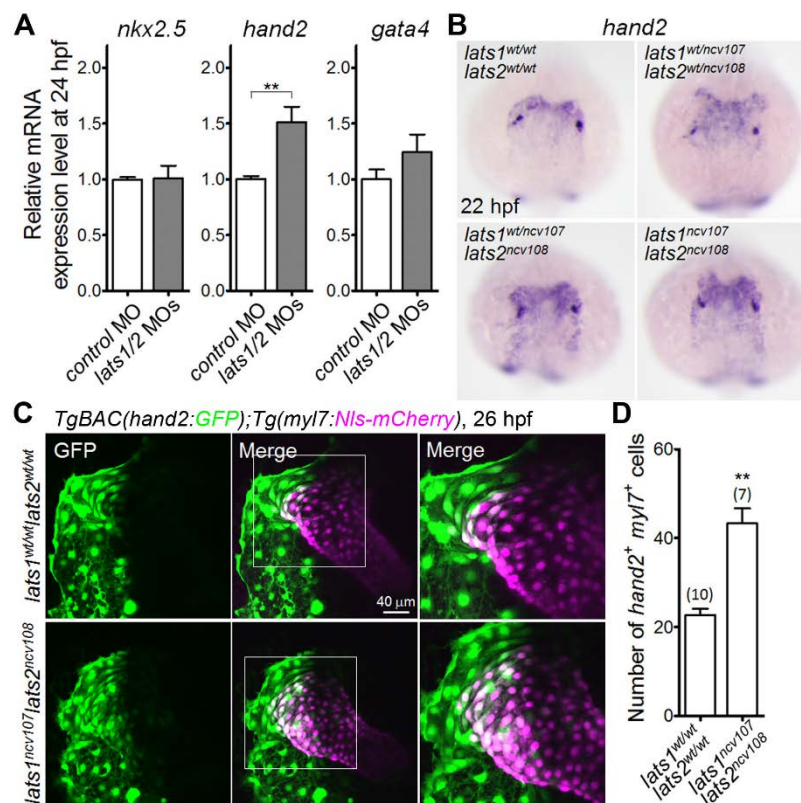 A
nkx2.5
hand2
gata4
Relative mRNA
expression level at 24 hpf
2.0
1.5
1.0
0.5
0.0
control MO
lats1/2 MOs
2.0
1.5
1.0
0.5
0.0
**
control MO
lats1/2 MOs
2.0
1.5
1.0
0.5
0.0
control MO
lats1/2 MOs
B
hand2
lats1wt/wt
lats2wt/wt
22 hpf
lats1wt/ncv107
lats2wt/ncv108
lats1wt/ncv107
lats2ncv108
lats1ncv107
lats2ncv108
C
TgBAC(hand2:GFP);Tg(myl7:Nls-mCherry), 26 hpf
lats1wt/wtlats2wt/wt
GFP
Merge
Merge
40 μm
lats1ncv107lats2ncv108
D
Number of hand2+ myl7+ cells
60
40
20
0
(10)
**
(7)
lats1wt/wt
lats2wt/wt
lats1ncv107
lats2ncv108